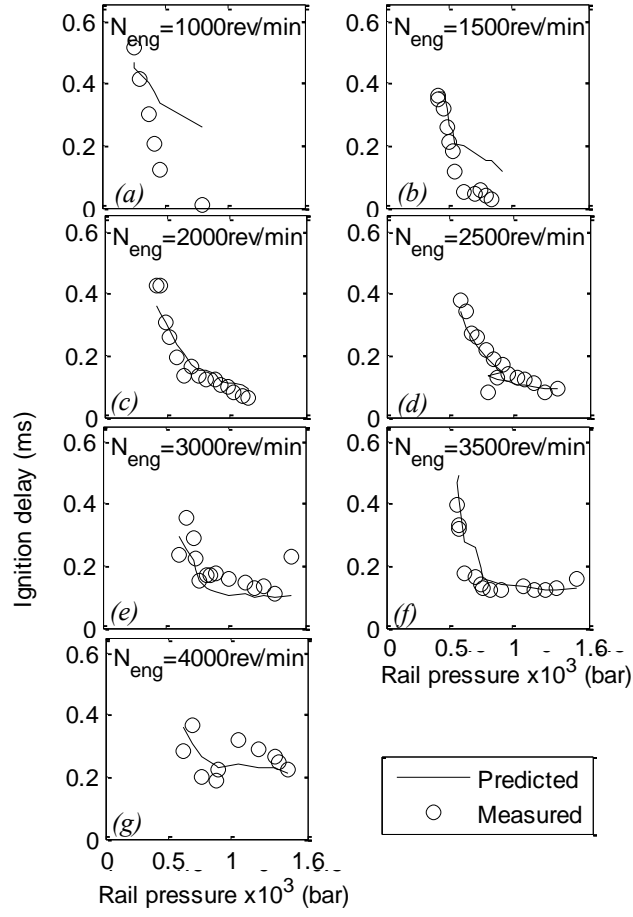 N_eng=1000rev/min
N_eng=1500rev/min
0.6
0.4
0.2
0
(a)
0.6
0.4
0.2
0
(b)
N_eng=2000rev/min
N_eng=2500rev/min
0.6
0.4
0.2
0
(c)
0.6
0.4
0.2
0
(d)
N_eng=3000rev/min
N_eng=3500rev/min
0.6
0.4
0.2
0
(e)
0.6
0.4
0.2
0
(f)
0 0.5 1 1.6
Rail pressure x10³ (bar)
N_eng=4000rev/min
0.6
0.4
0.2
0
(g)
0 0.5 1 1.6
Rail pressure x10³ (bar)
Ignition delay (ms)
Predicted
Measured